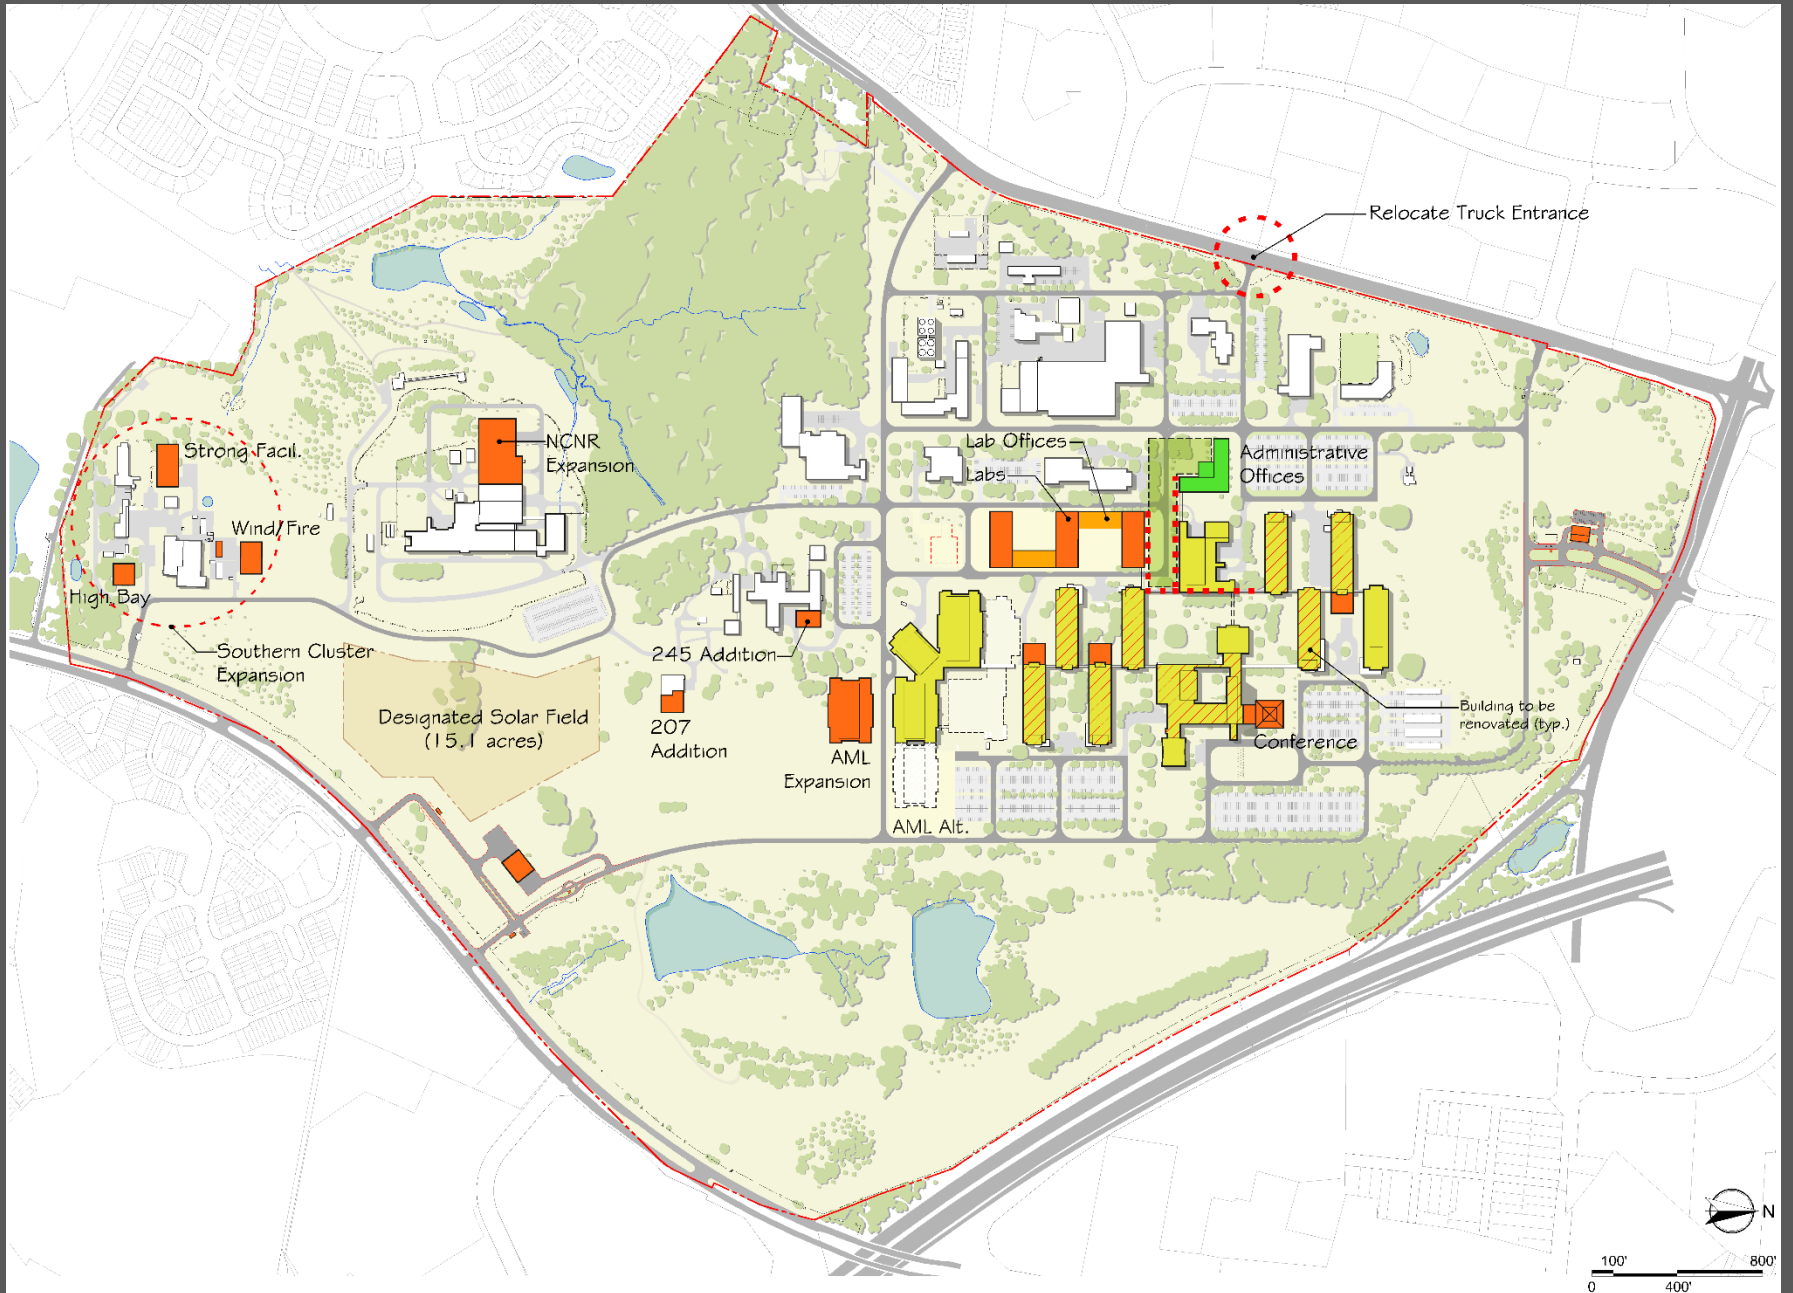 Relocate Truck Entrance
Strong Facil.
NCNR
Expansion
Lab Offices
Labs
Administrative
Offices
Wind/Fire
High Bay
Southern Cluster
Expansion
245 Addition
Designated Solar Field
(15.1 acres)
207
Addition
AML
Expansion
AML Alt.
Building to be
renovated (typ.)
Conference
N
100'
800'
0
400'